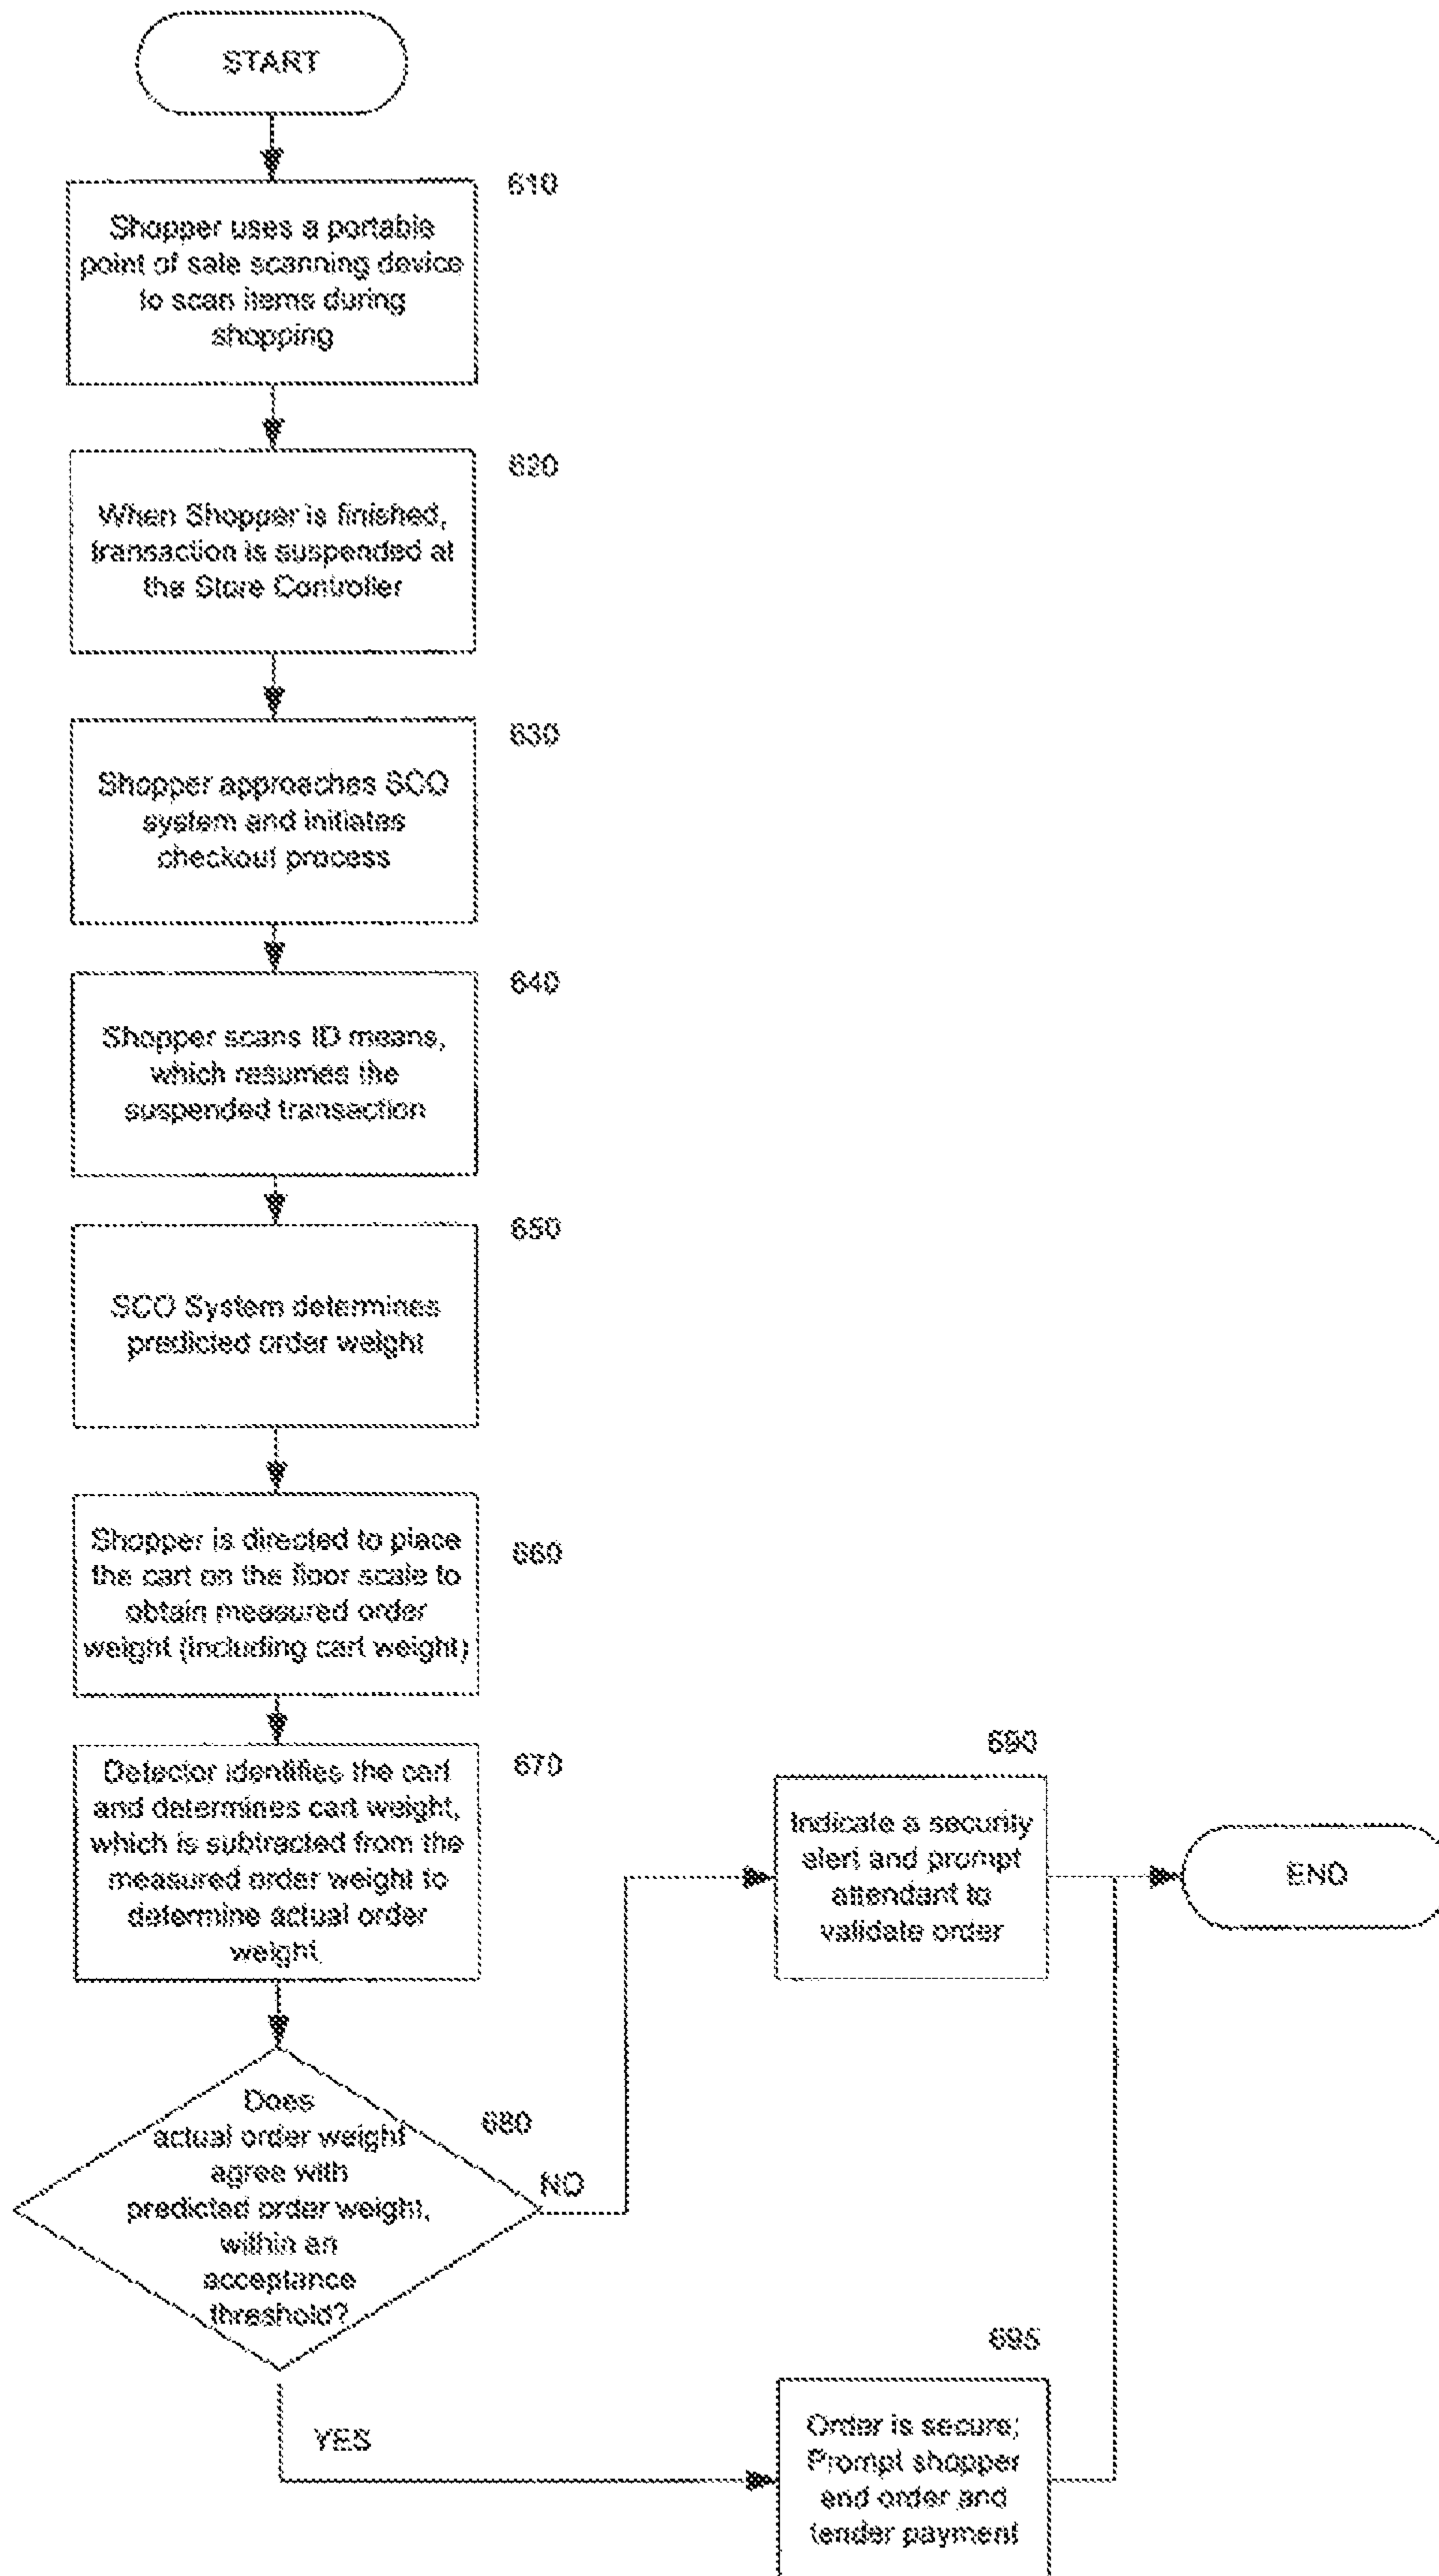 START
610
Shopper uses a portable
point of sale scanning device
to scan items during
shopping
620
When Shopper is finished,
transaction is suspended at
the Store Controller
630
Shopper approaches SCO
system and initiates
checkout process
640
Shopper scans ID means,
which resumes the
suspended transaction
650
SCO System determines
predicted order weight
660
Shopper is directed to place
the cart on the floor scale to
obtain measured order
weight (including cart weight)
670
Detector identifies the cart
and determines cart weight,
which is subtracted from the
measured order weight to
determine actual order
weight.
680
Does
actual order weight
agree with
predicted order weight,
within an
acceptance
threshold?
NO
YES
690
Indicate a security
alert and prompt
attendant to
validate order
END
695
Order is secure;
Prompt shopper
end order and
tender payment